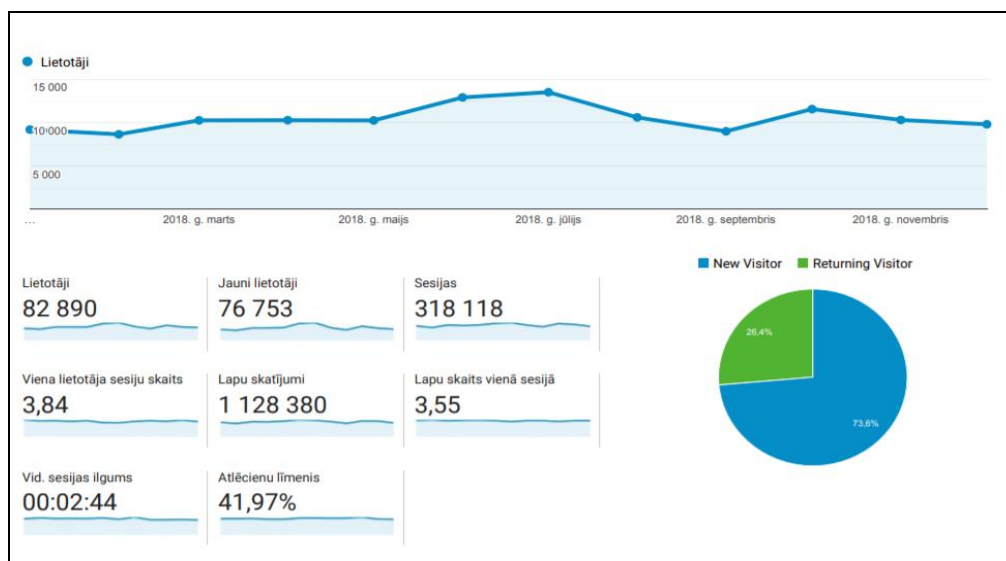 Lietotāji
15 000
10 000
5 000
...
2018. g. marts
2018. g. maijs
2018. g. jūlijs
2018. g. septembris
2018. g. novembris
New Visitor
Returning Visitor
Lietotāji
82 890
Jauni lietotāji
76 753
Sesijas
318 118
Viena lietotāja sesiju skaits
3,84
Lapu skatījumi
1 128 380
Lapu skaits vienā sesijā
3,55
Vid. sesijas ilgums
00:02:44
Atlēcienu līmenis
41,97%
26,4%
73,6%